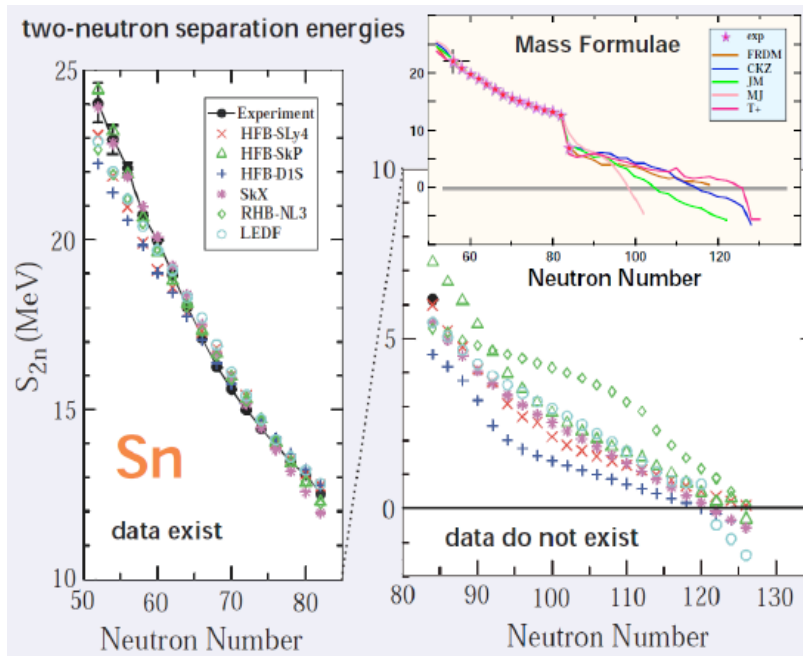 two-neutron separation energies
25
20
15
10
S2n (MeV)
Experiment
HFB-SLy4
HFB-SkP
HFB-D1S
SkX
RHB-NL3
LEDF
Sn
data exist
50 60 70 80
Neutron Number
Mass Formulae
exp
FRDM
CKZ
JM
MJ
T+
20
10
0
60 80 100 120
Neutron Number
10
5
0
data do not exist
80 90 100 110 120 130
Neutron Number